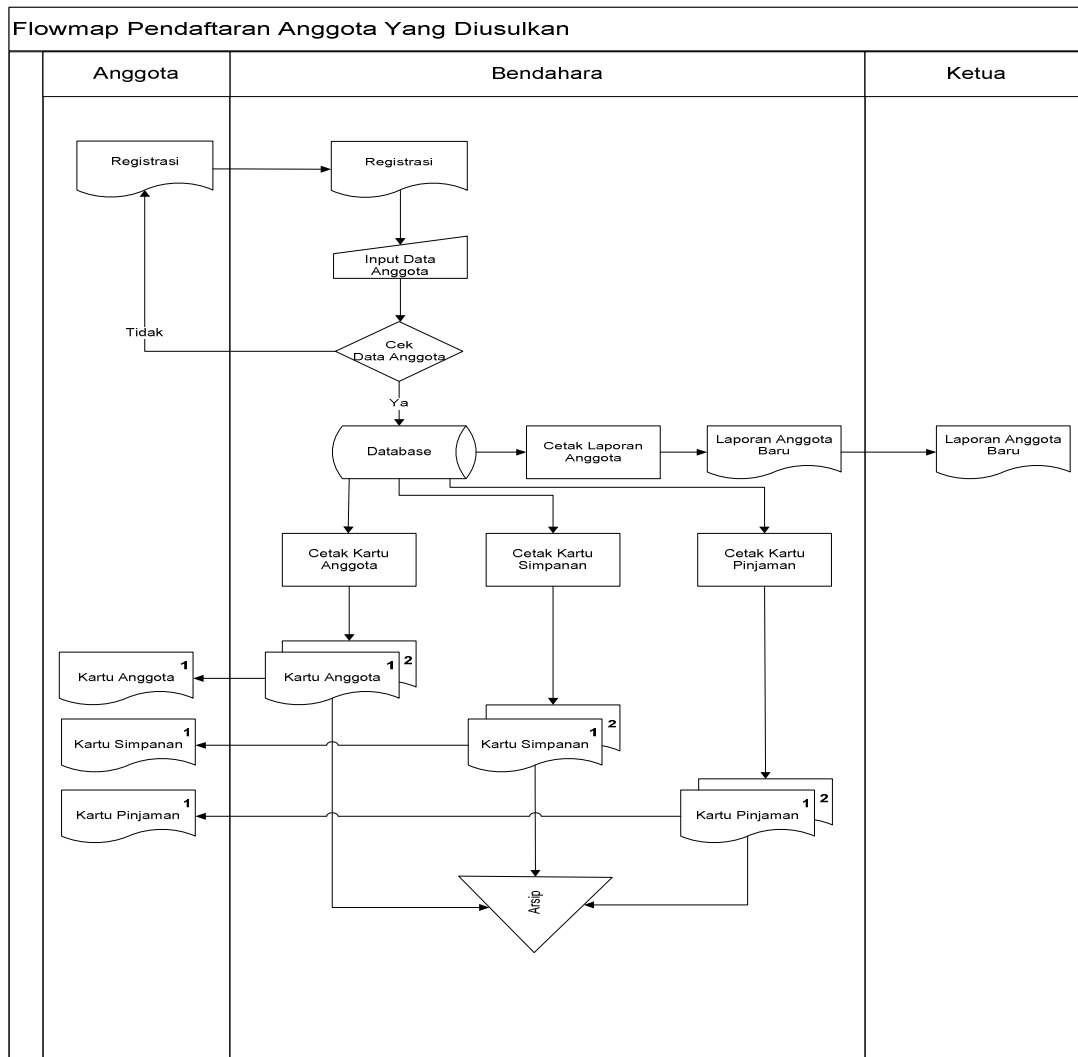 Flowmap Pendaftaran Anggota Yang Diusulkan
Anggota
Bendahara
Ketua
Registrasi
Registrasi
Input Data
Anggota
Tidak
Cek
Data Anggota
Ya
Database
Cetak Laporan
Anggota
Laporan Anggota
Baru
Laporan Anggota
Baru
Cetak Kartu
Anggota
Cetak Kartu
Simpanan
Cetak Kartu
Pinjaman
Kartu Anggota 1
Kartu Anggota 1
2
Kartu Simpanan 1
Kartu Simpanan 1
2
Kartu Pinjaman 1
Kartu Pinjaman 1
2
Arsip